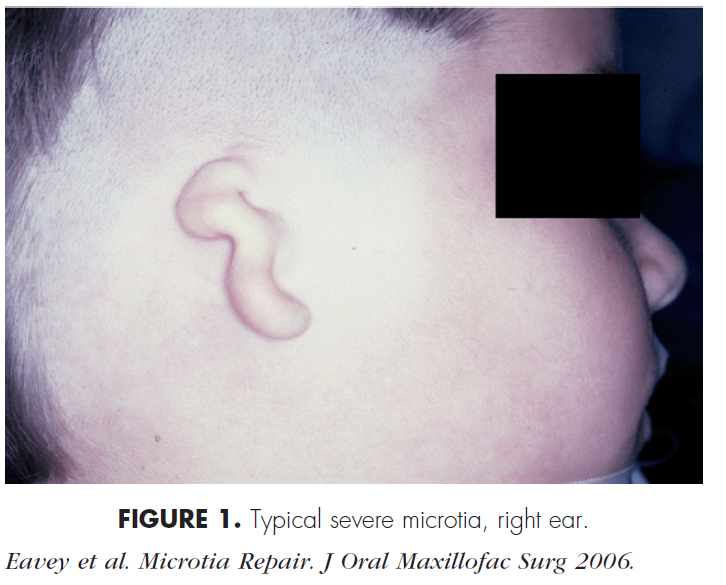 FIGURE 1. Typical severe microtia, right ear.
Eavey et al. Microtia Repair. J Oral Maxillofac Surg 2006.